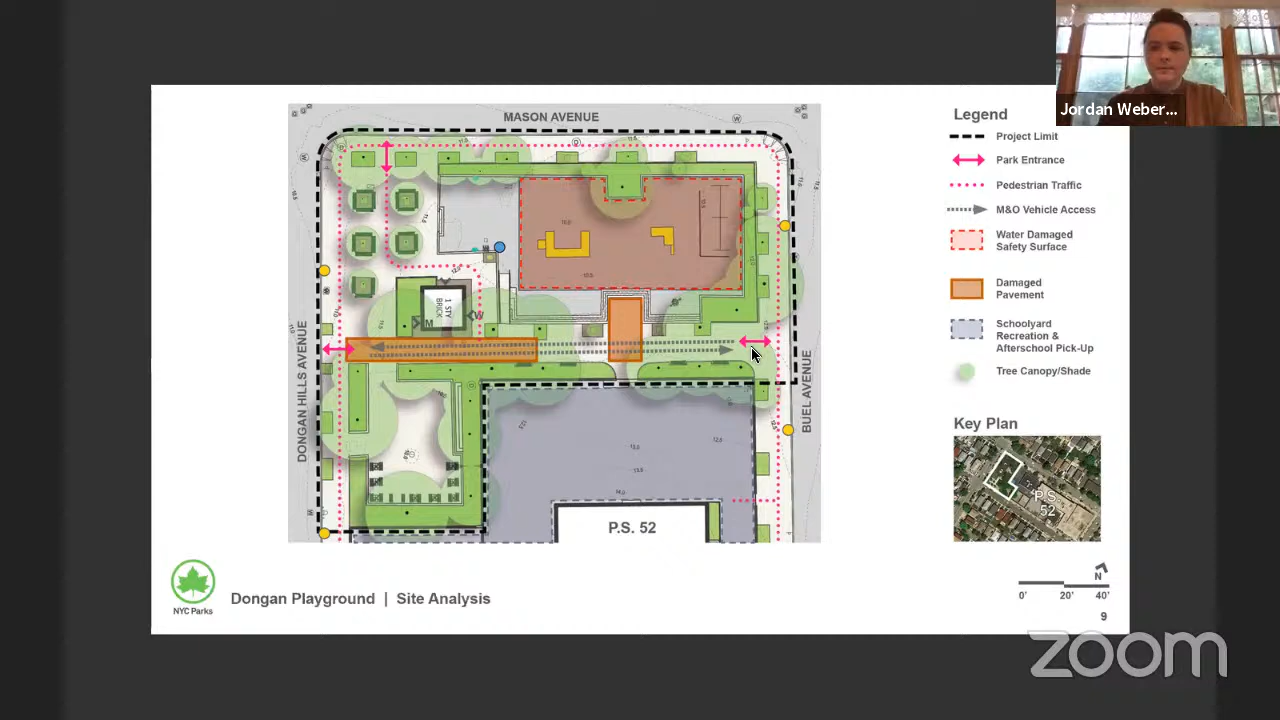 Jordan Weber...
MASON AVENUE
DONGAN HILLS AVENUE
BUEL AVENUE
1 STY
BRICK
M
W
P.S. 52
Legend
Project Limit
Park Entrance
Pedestrian Traffic
M&O Vehicle Access
Water Damaged
Safety Surface
Damaged
Pavement
Schoolyard
Recreation &
Afterschool Pick-Up
Tree Canopy/Shade
Key Plan
P.S.
52
N
0'
20'
40'
9
NYC Parks
Dongan Playground | Site Analysis
zoom